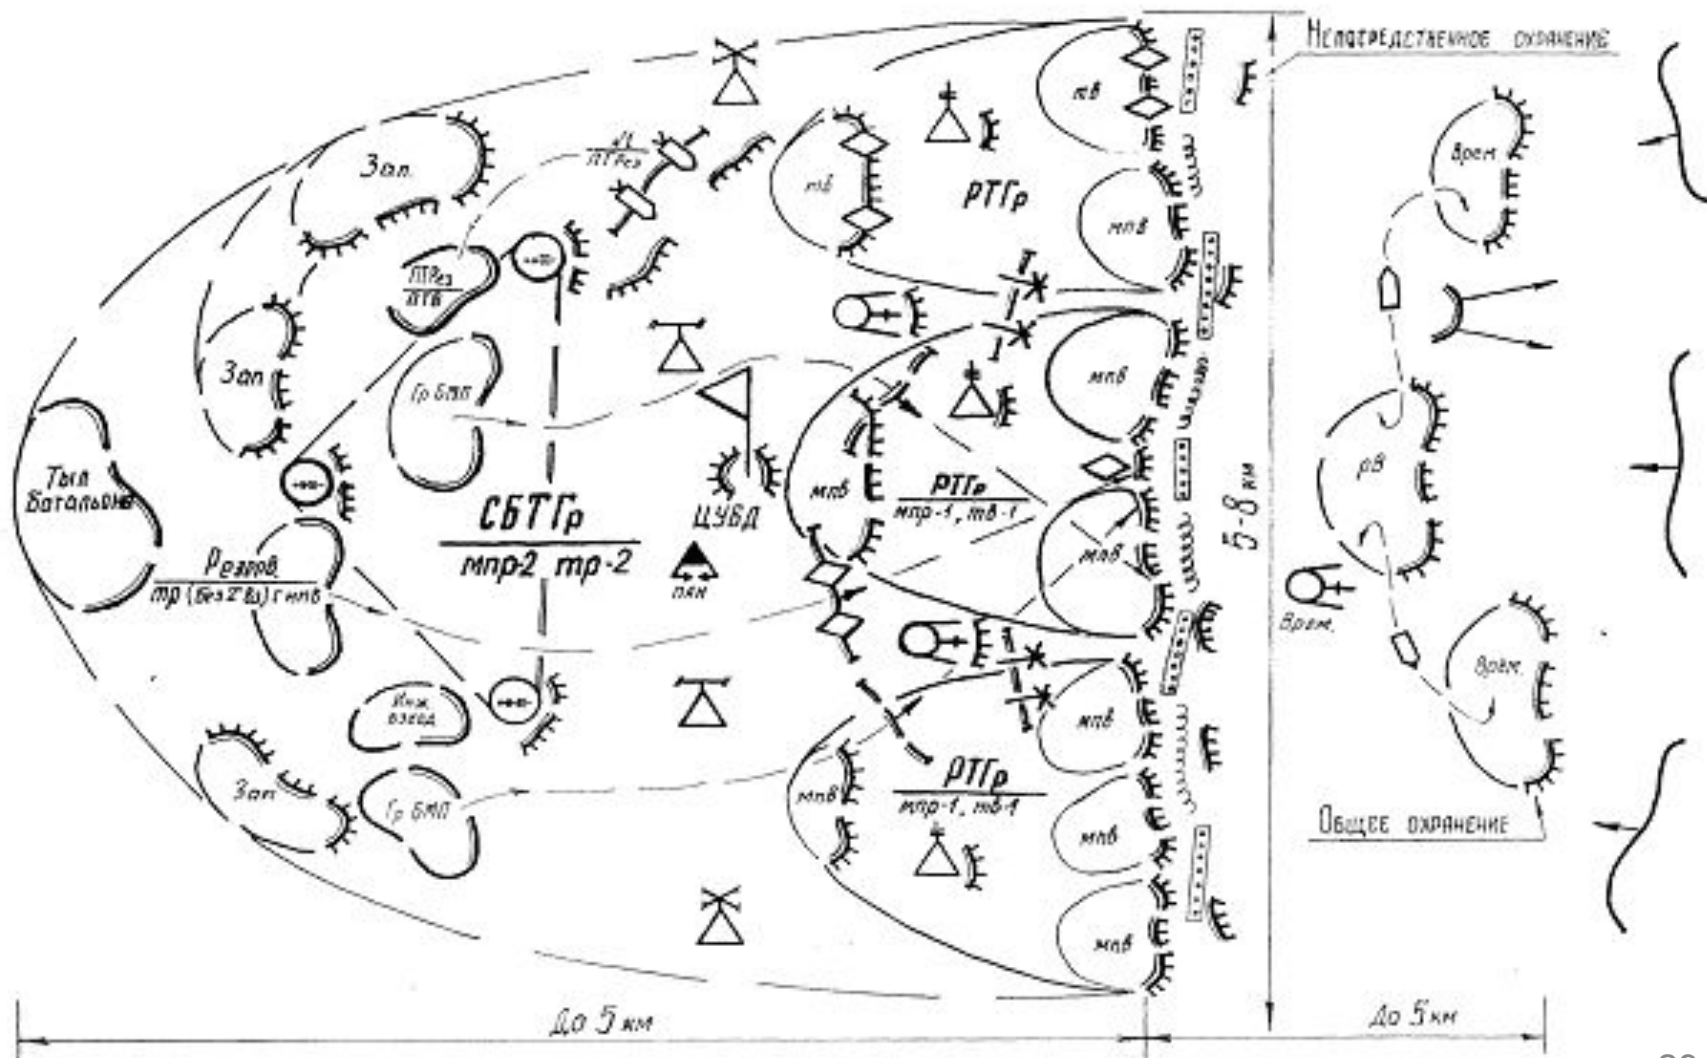 Непосредственное охранение
тв
Врем
Зап.
ПТРез
тв
РТГр
мпв
ПТРез
ПТВ
Зап
Гр БМП
мпв
Тыл
батальона
СБТГр
мпр-2 тр-2
ЦУБД
мпв
РТГр
мпр-1, тв-1
рв
5-8 км
Резерв
тр (без 2 вз) с мпв
ПЯН
мпв
Врем.
Врем.
Инж.
взвод
мпв
Зап
Гр БМП
мпв
РТГр
мпр-1, тв-1
мпв
Общее охранение
мпв
До 5 км
До 5 км